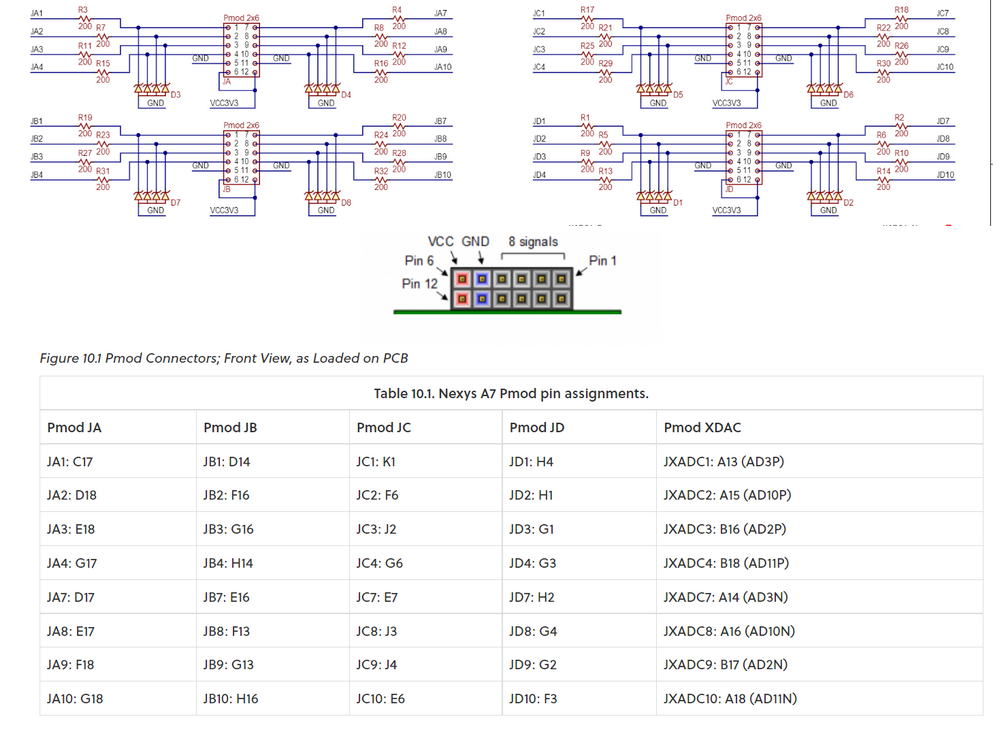 JA1 R3 200 Pmod 2x6 R4 200 JA7
JA2 R7 200 1 7 R8 200 JA8
2 8
JA3 R11 200 3 9 R12 200 JA9
4 10
GND 5 11 GND
JA4 R15 200 6 12 R16 200 JA10
JA
D3 D4
GND VCC3V3 GND
JC1 R17 200 Pmod 2x6 R18 200 JC7
JC2 R21 200 1 7 R22 200 JC8
2 8
JC3 R25 200 3 9 R26 200 JC9
4 10
GND 5 11 GND
JC4 R29 200 6 12 R30 200 JC10
JC
D5 D6
GND VCC3V3 GND
JB1 R19 200 Pmod 2x6 R20 200 JB7
JB2 R23 200 1 7 R24 200 JB8
2 8
JB3 R27 200 3 9 R28 200 JB9
4 10
GND 5 11 GND
JB4 R31 200 6 12 R32 200 JB10
JB
D7 D8
GND VCC3V3 GND
JD1 R1 200 Pmod 2x6 R2 200 JD7
JD2 R5 200 1 7 R6 200 JD8
2 8
JD3 R9 200 3 9 R10 200 JD9
4 10
GND 5 11 GND
JD4 R13 200 6 12 R14 200 JD10
JD
D1 D2
GND VCC3V3 GND
VCC GND 8 signals
Pin 6 Pin 1
Pin 12
Figure 10.1 Pmod Connectors; Front View, as Loaded on PCB
Table 10.1. Nexys A7 Pmod pin assignments.
Pmod JA Pmod JB Pmod JC Pmod JD Pmod XDAC
JA1: C17 JB1: D14 JC1: K1 JD1: H4 JXADC1: A13 (AD3P)
JA2: D18 JB2: F16 JC2: F6 JD2: H1 JXADC2: A15 (AD10P)
JA3: E18 JB3: G16 JC3: J2 JD3: G1 JXADC3: B16 (AD2P)
JA4: G17 JB4: H14 JC4: G6 JD4: G3 JXADC4: B18 (AD11P)
JA7: D17 JB7: E16 JC7: E7 JD7: H2 JXADC7: A14 (AD3N)
JA8: E17 JB8: F13 JC8: J3 JD8: G4 JXADC8: A16 (AD10N)
JA9: F18 JB9: G13 JC9: J4 JD9: G2 JXADC9: B17 (AD2N)
JA10: G18 JB10: H16 JC10: E6 JD10: F3 JXADC10: A18 (AD11N)